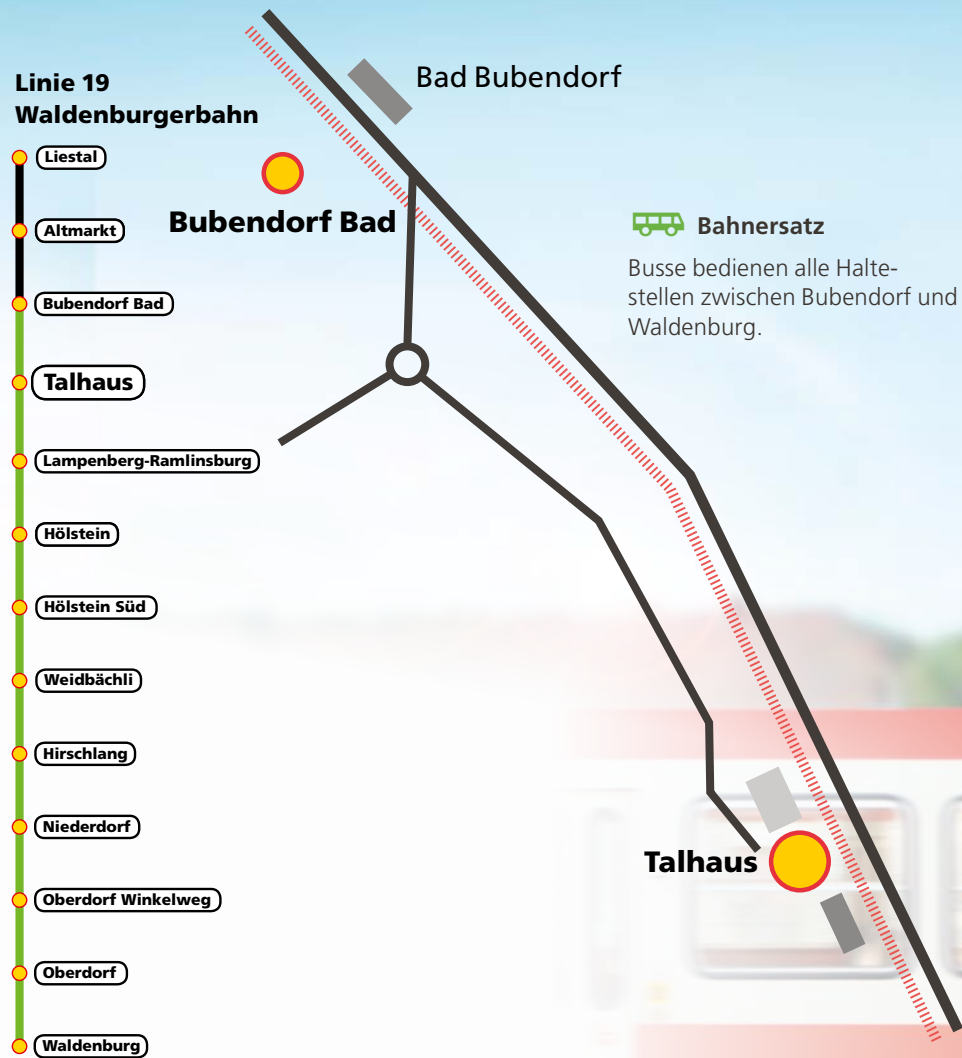 Linie 19
Waldenburgerbahn
Liestal
Altmarkt
Bubendorf Bad
Talhaus
Lampenberg-Ramlinsburg
Hölstein
Hölstein Süd
Weidbächli
Hirschlang
Niederdorf
Oberdorf Winkelweg
Oberdorf
Waldenburg
Bad Bubendorf
Bubendorf Bad
Bahnersatz
Busse bedienen alle Halte-
stellen zwischen Bubendorf und
Waldenburg.
Talhaus